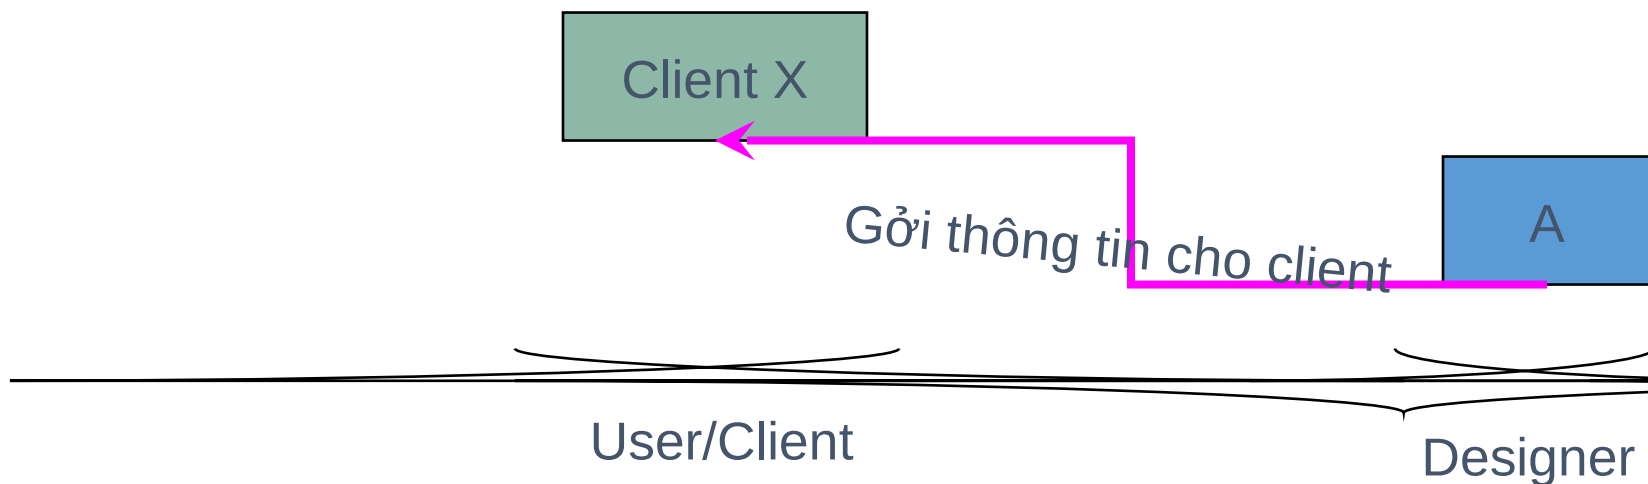 Client X
A
Gởi thông tin cho client
User/Client
Designer